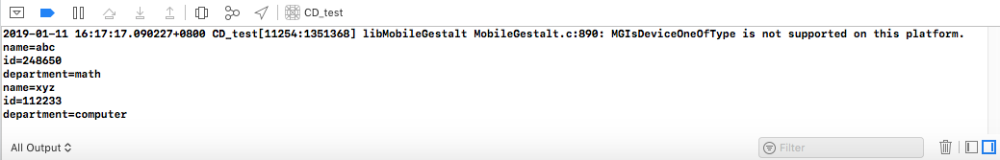 CD_test
2019-01-11 16:17:17.090227+0800 CD_test[11254:1351368] libMobileGestalt MobileGestalt.c:890: MGIsDeviceOneOfType is not supported on this platform.
name=abc
id=248650
department=math
name=xyz
id=112233
department=computer
All Output
Filter